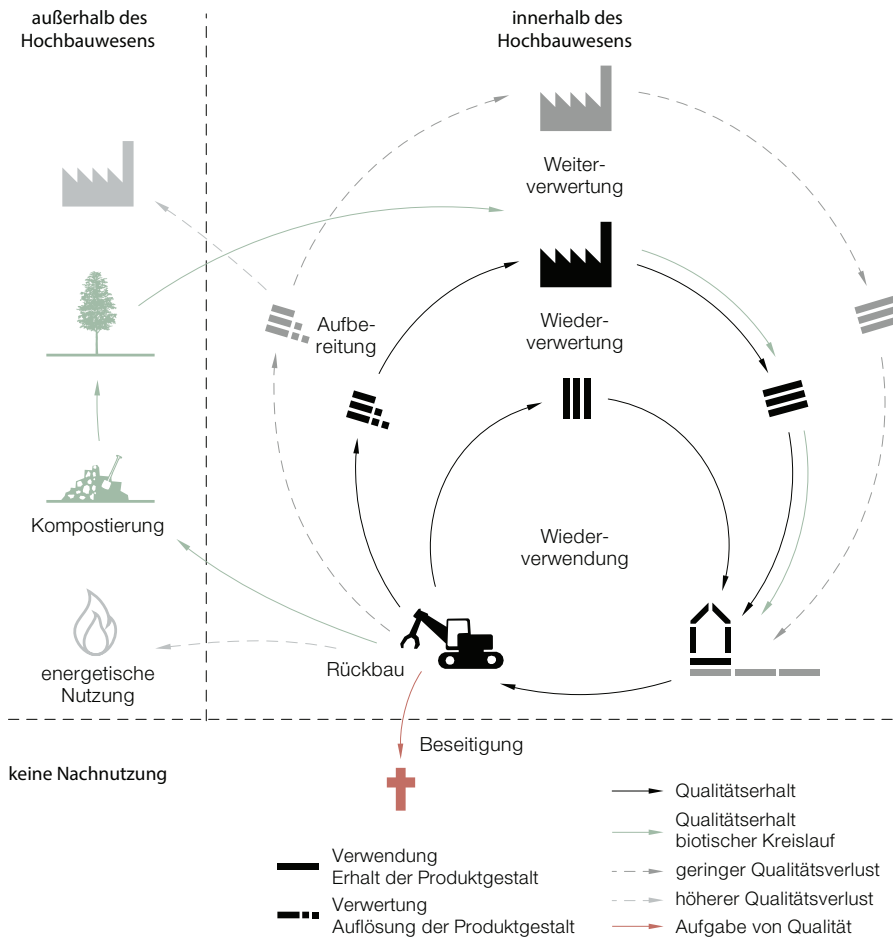 außerhalb des
Hochbauwesens
innerhalb des
Hochbauwesens
Weiter-
verwertung
Aufbe-
reitung
Wieder-
verwertung
Kompostierung
Wieder-
verwendung
energetische
Nutzung
Rückbau
Beseitigung
keine Nachnutzung
Verwendung
Erhalt der Produktgestalt
Verwertung
Auflösung der Produktgestalt
Qualitätserhalt
Qualitätserhalt
biotischer Kreislauf
geringer Qualitätsverlust
höherer Qualitätsverlust
Aufgabe von Qualität